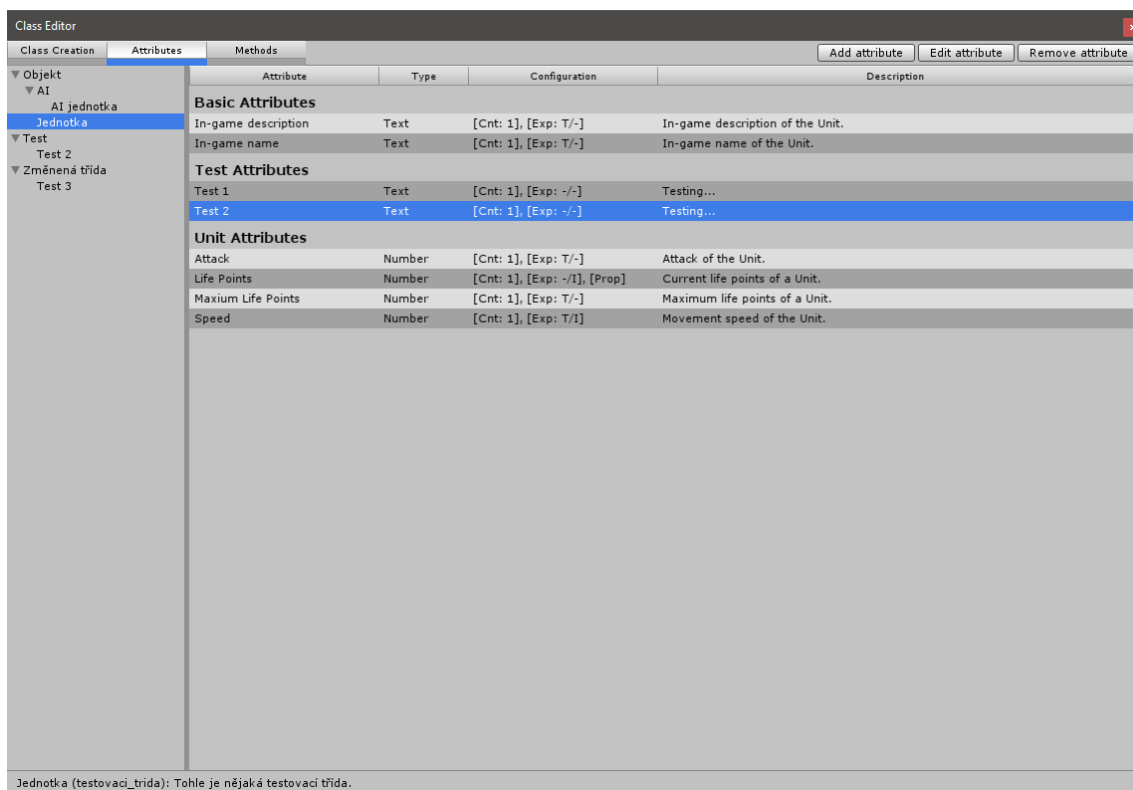 Class Editor
Class Creation Attributes Methods Add attribute Edit attribute Remove attribute
Objekt
AI
AI jednotka
Jednotka
Test
Test 2
Změnená třída
Test 3
Attribute Type Configuration Description
Basic Attributes
In-game description Text [Cnt: 1], [Exp: T/-] In-game description of the Unit.
In-game name Text [Cnt: 1], [Exp: T/-] In-game name of the Unit.
Test Attributes
Test 1 Text [Cnt: 1], [Exp: -/-] Testing...
Test 2 Text [Cnt: 1], [Exp: -/-] Testing...
Unit Attributes
Attack Number [Cnt: 1], [Exp: T/-] Attack of the Unit.
Life Points Number [Cnt: 1], [Exp: -/I], [Prop] Current life points of a Unit.
Maxium Life Points Number [Cnt: 1], [Exp: T/-] Maximum life points of a Unit.
Speed Number [Cnt: 1], [Exp: T/I] Movement speed of the Unit.
Jednotka (testovaci_trida): Tohle je nějaká testovací třída.